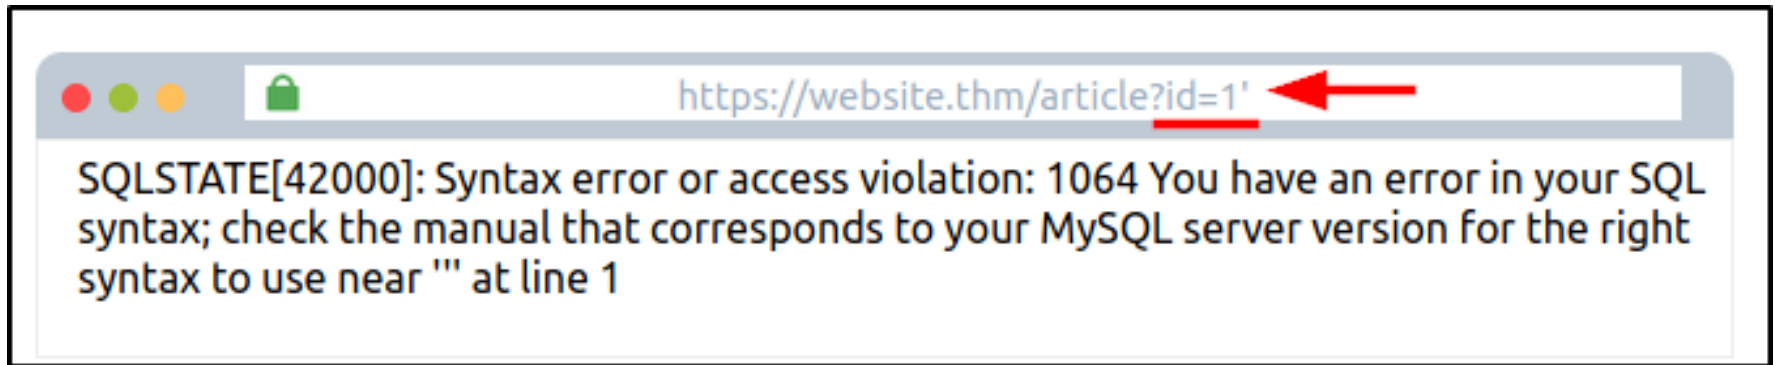 https://website.thm/article?id=1'
SQLSTATE[42000]: Syntax error or access violation: 1064 You have an error in your SQL
syntax; check the manual that corresponds to your MySQL server version for the right
syntax to use near ''' at line 1